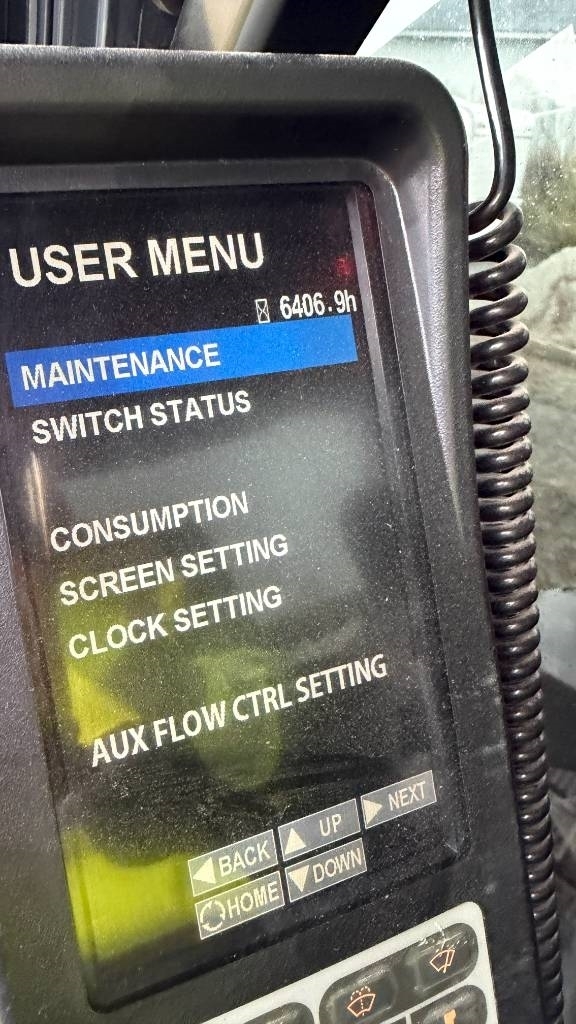 USER MENU
6406.9h
MAINTENANCE
SWITCH STATUS
CONSUMPTION
SCREEN SETTING
CLOCK SETTING
AUX FLOW CTRL SETTING
BACK UP NEXT
HOME DOWN